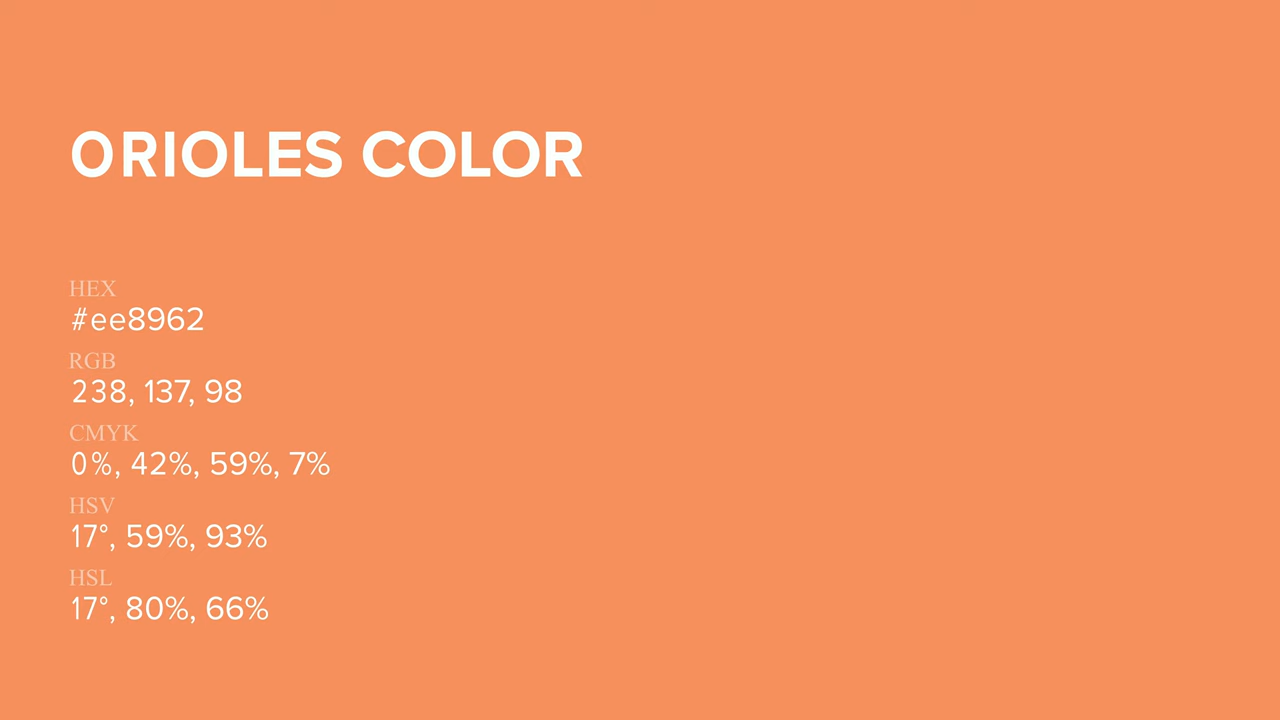 ORIOLES COLOR
HEX
#ee8962
RGB
238, 137, 98
CMYK
0%, 42%, 59%, 7%
HSV
17°, 59%, 93%
HSL
17°, 80%, 66%